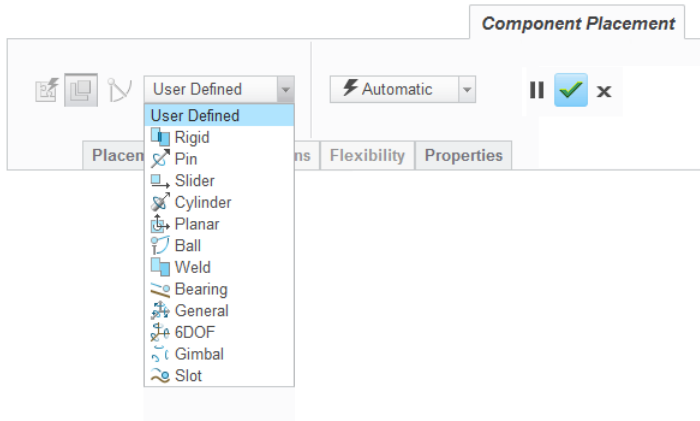 Component Placement
User Defined
Automatic
User Defined
Rigid
Placem ns Flexibility Properties
Pin
Slider
Cylinder
Planar
Ball
Weld
Bearing
General
6DOF
Gimbal
Slot